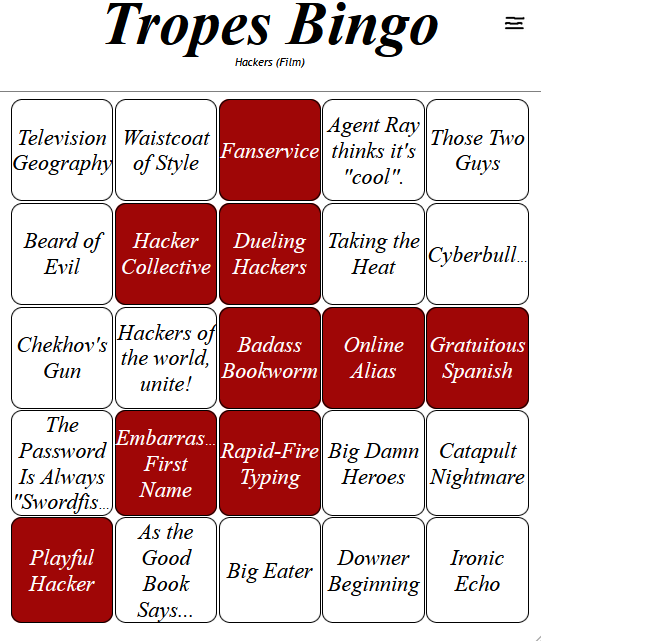 Tropes Bingo
Hackers (Film)
Television
Geography
Waistcoat
of Style
Fanservice
Agent Ray
thinks it's
"cool".
Those Two
Guys
Beard of
Evil
Hacker
Collective
Dueling
Hackers
Taking the
Heat
Cyberbull...
Chekhov's
Gun
Hackers of
the world,
unite!
Badass
Bookworm
Online
Alias
Gratuitous
Spanish
The
Password
Is Always
"Swordfis...
Embarras...
First
Name
Rapid-Fire
Typing
Big Damn
Heroes
Catapult
Nightmare
Playful
Hacker
As the
Good
Book
Says...
Big Eater
Downer
Beginning
Ironic
Echo